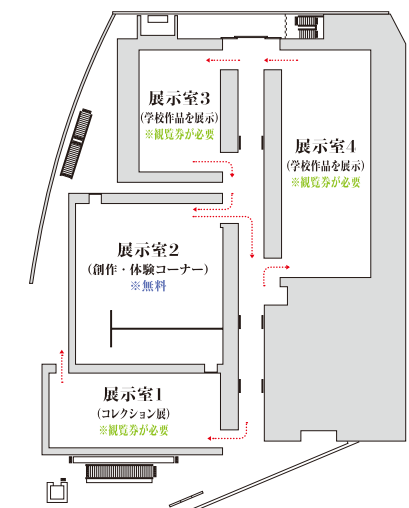 展示室3
(学校作品を展示)
※観覧券が必要
展示室4
(学校作品を展示)
※観覧券が必要
展示室2
(創作・体験コーナー)
※無料
展示室1
(コレクション展)
※観覧券が必要